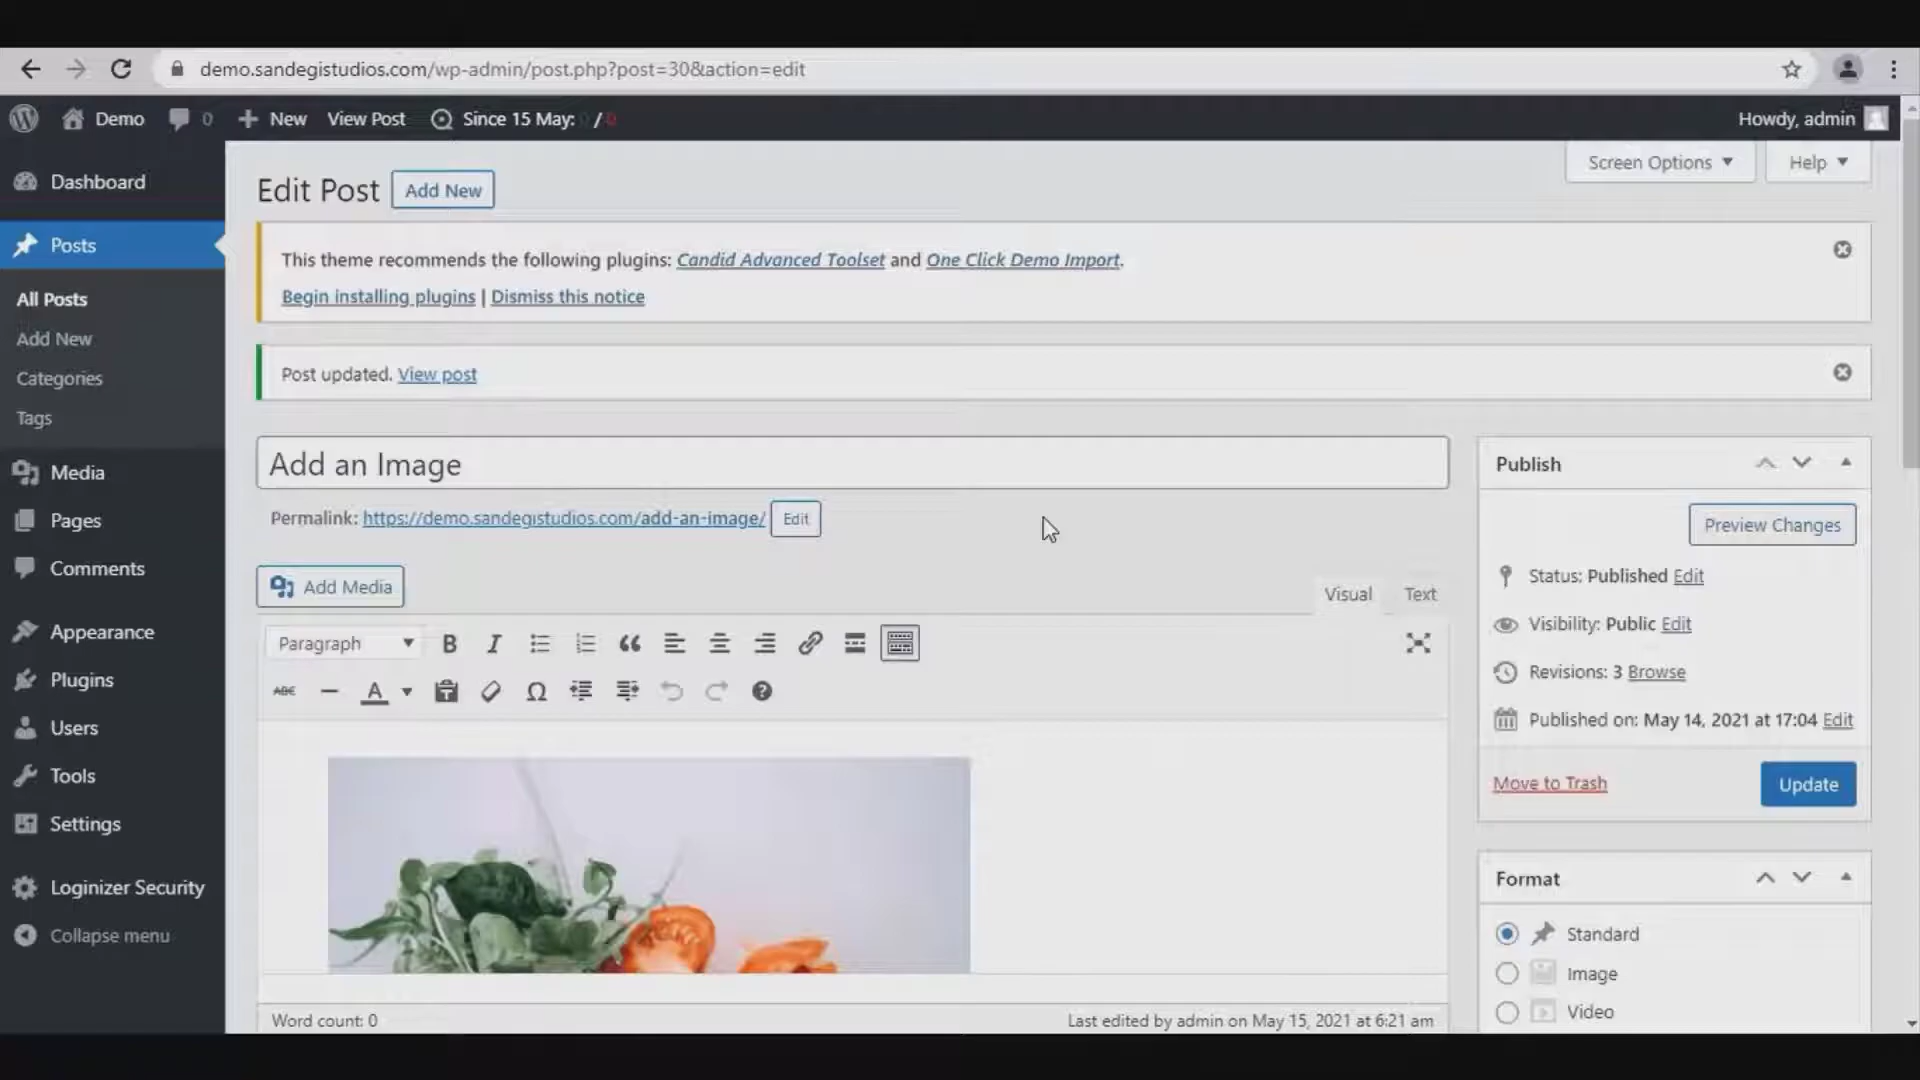 demo.sandegistudios.com/wp-admin/post.php?post=30&action=edit
Demo 0 New View Post Since 15 May: 0 / 0 Howdy, admin
Screen Options Help
Dashboard
Posts
All Posts
Add New
Categories
Tags
Media
Pages
Comments
Appearance
Plugins
Users
Tools
Settings
Loginizer Security
Collapse menu
Edit Post Add New
This theme recommends the following plugins: Candid Advanced Toolset and One Click Demo Import.
Begin installing plugins | Dismiss this notice
Post updated. View post
Add an Image
Permalink: https://demo.sandegistudios.com/add-an-image/ Edit
Add Media
Visual Text
Paragraph B I
ABC A Ω ?
Word count: 0 Last edited by admin on May 15, 2021 at 6:21 am
Publish
Preview Changes
Status: Published Edit
Visibility: Public Edit
Revisions: 3 Browse
Published on: May 14, 2021 at 17:04 Edit
Move to Trash Update
Format
Standard
Image
Video